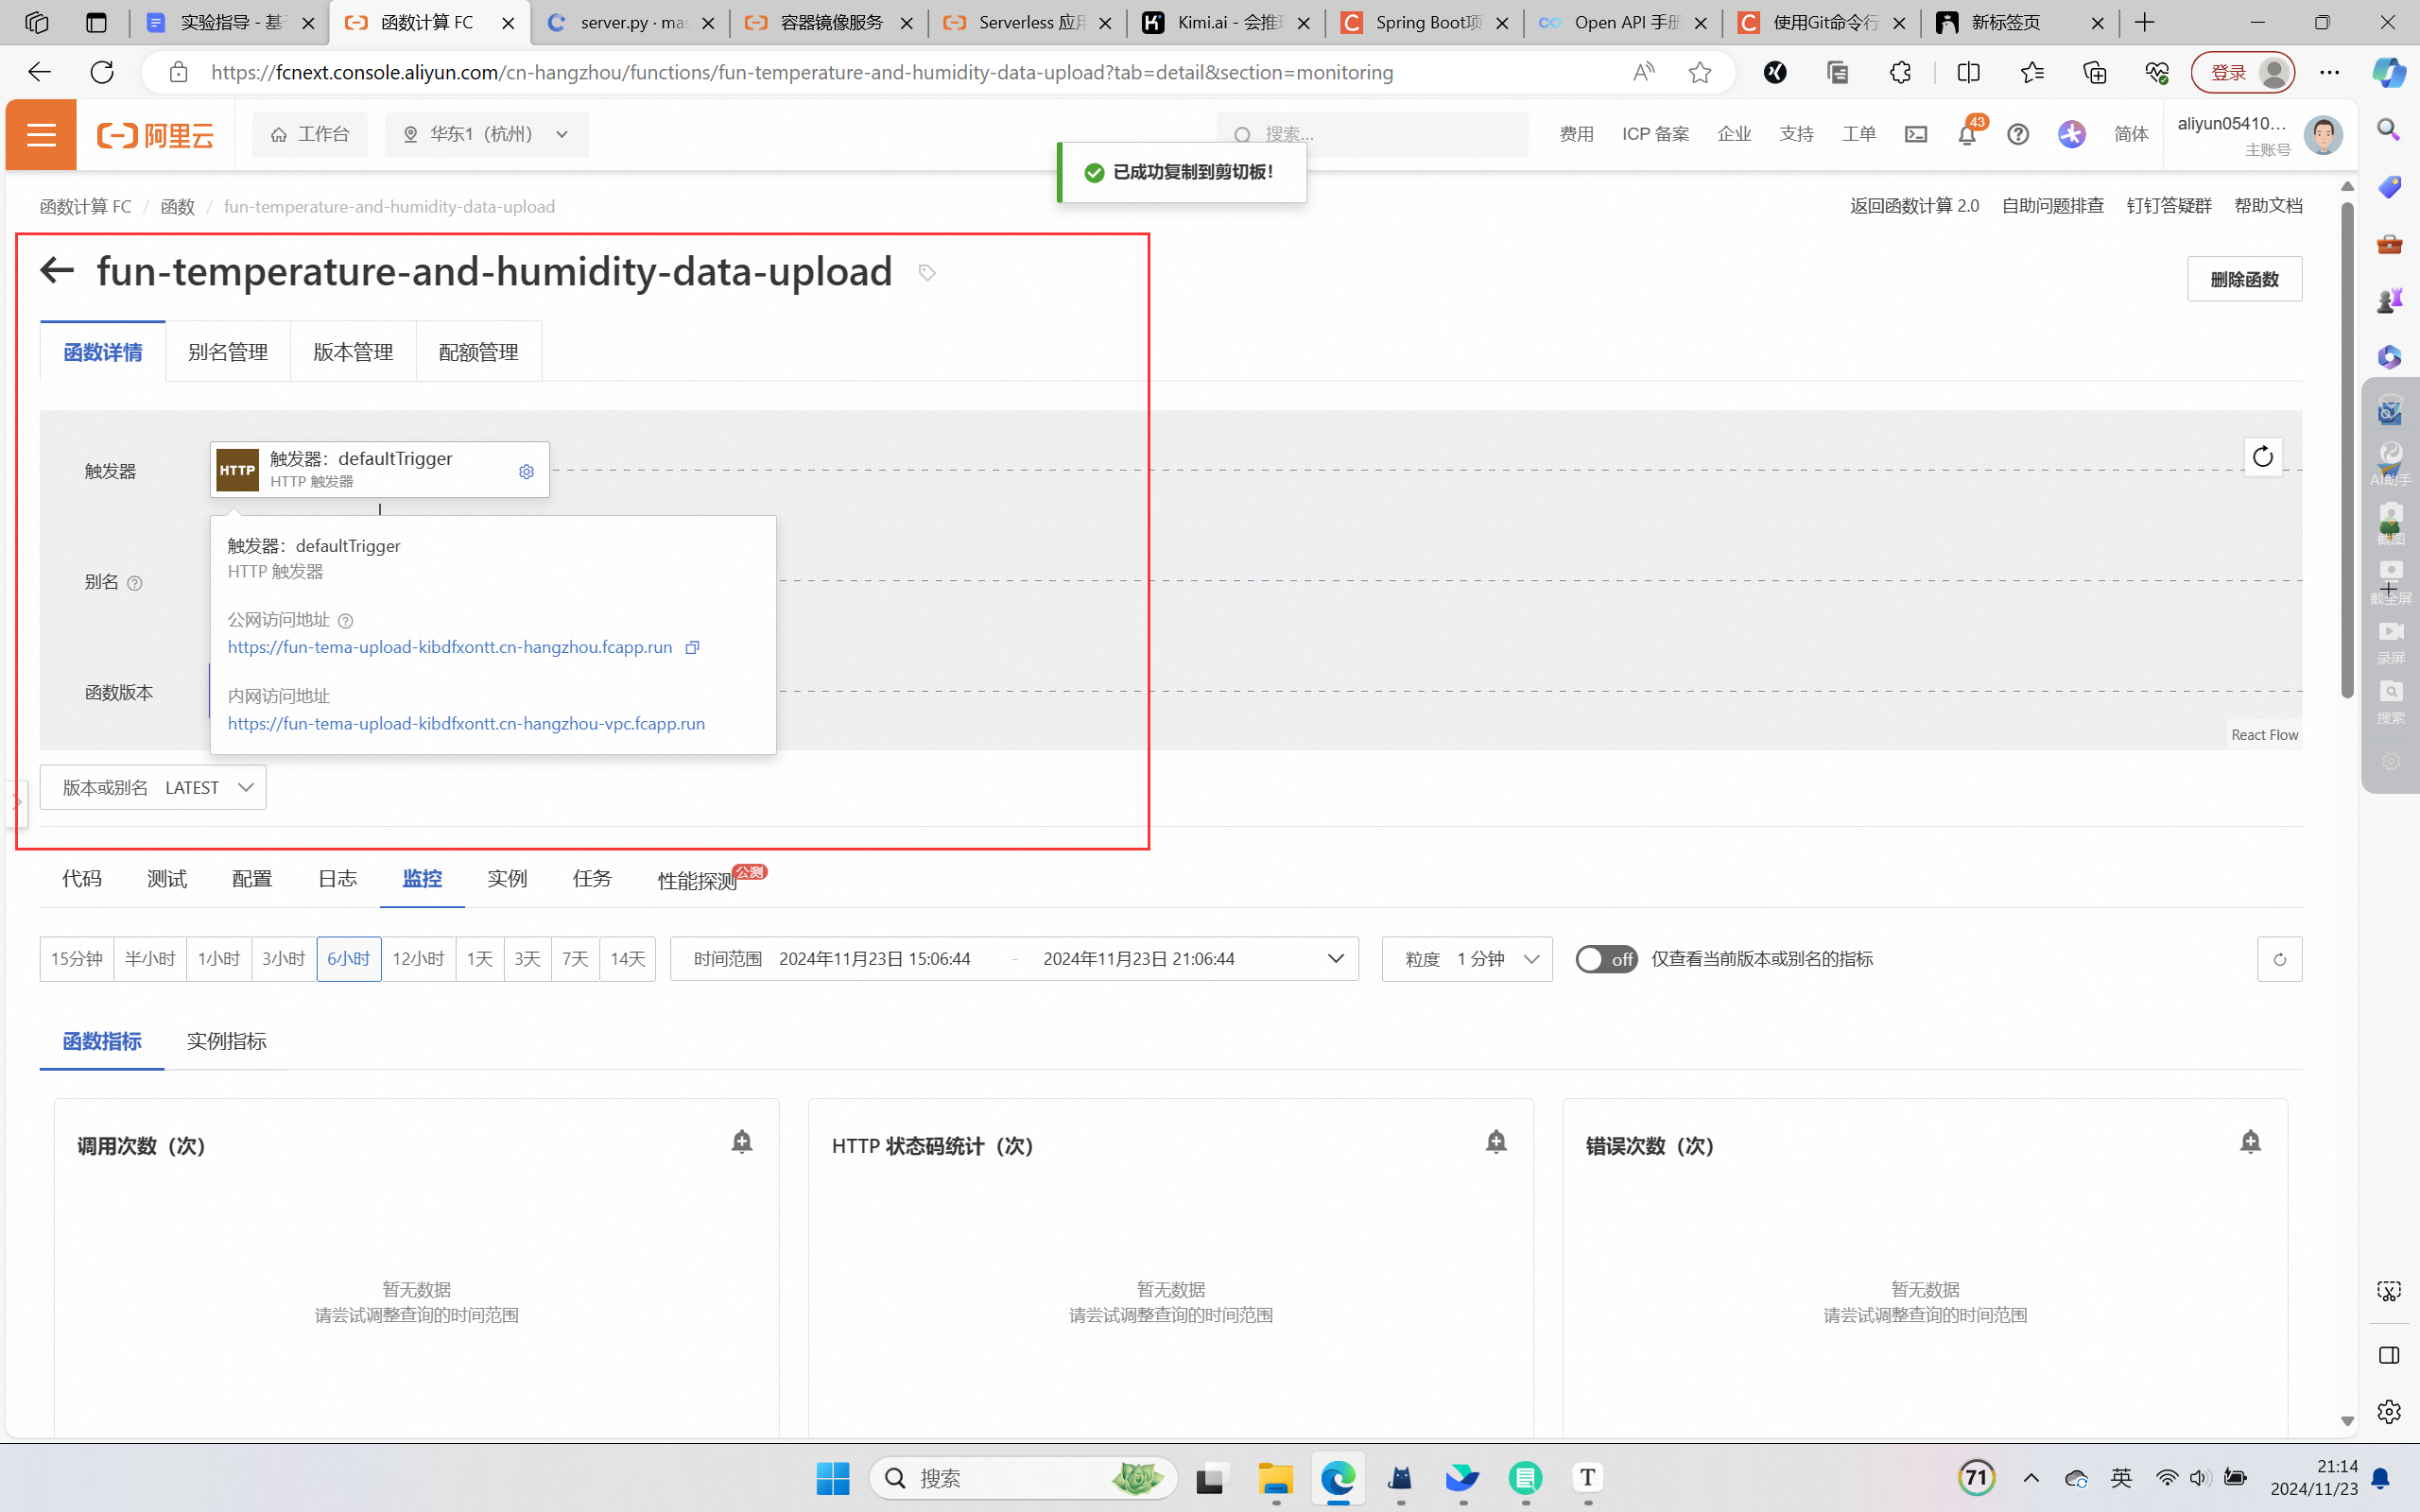 实验指导 - 基于
函数计算 FC
server.py · mas
容器镜像服务
Serverless 应用
Kimi.ai - 会推理
Spring Boot项
Open API 手册
使用Git命令行
新标签页
https://fcnext.console.aliyun.com/cn-hangzhou/functions/fun-temperature-and-humidity-data-upload?tab=detail&section=monitoring
登录
阿里云
工作台
华东1（杭州）
搜索...
费用
ICP 备案
企业
支持
工单
43
简体
aliyun05410...
主账号
已成功复制到剪切板！
函数计算 FC / 函数 / fun-temperature-and-humidity-data-upload
返回函数计算 2.0
自助问题排查
钉钉答疑群
帮助文档
fun-temperature-and-humidity-data-upload
删除函数
函数详情
别名管理
版本管理
配额管理
触发器
HTTP
触发器：defaultTrigger
HTTP 触发器
触发器：defaultTrigger
HTTP 触发器
别名
公网访问地址
https://fun-tema-upload-kibdfxontt.cn-hangzhou.fcapp.run
函数版本
内网访问地址
https://fun-tema-upload-kibdfxontt.cn-hangzhou-vpc.fcapp.run
React Flow
AI助手
截图
截全屏
录屏
搜索
版本或别名 LATEST
代码
测试
配置
日志
监控
实例
任务
性能探测
公测
15分钟
半小时
1小时
3小时
6小时
12小时
1天
3天
7天
14天
时间范围 2024年11月23日 15:06:44 - 2024年11月23日 21:06:44
粒度 1 分钟
off
仅查看当前版本或别名的指标
函数指标
实例指标
调用次数（次）
HTTP 状态码统计（次）
错误次数（次）
暂无数据
请尝试调整查询的时间范围
暂无数据
请尝试调整查询的时间范围
暂无数据
请尝试调整查询的时间范围
搜索
T
71
英
21:14
2024/11/23